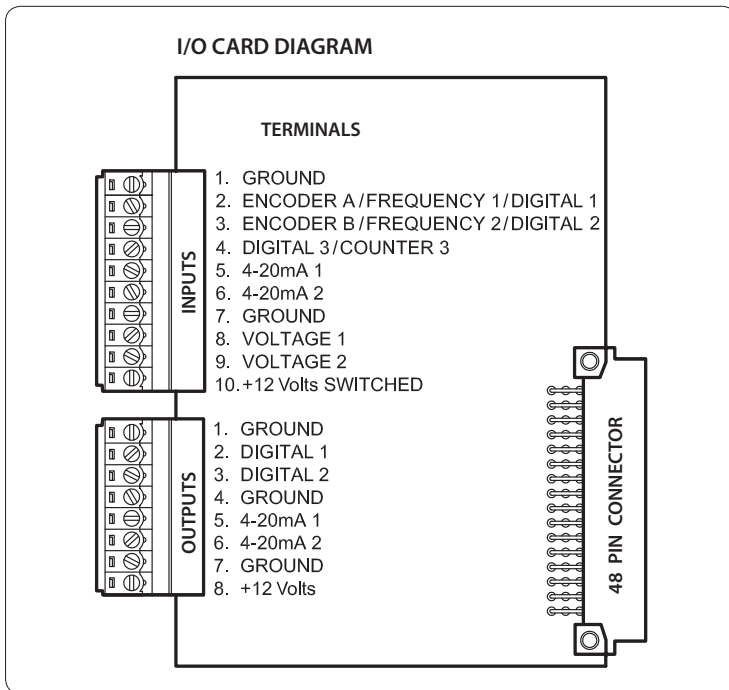 I/O CARD DIAGRAM
TERMINALS
INPUTS
1. GROUND
2. ENCODER A/FREQUENCY 1/DIGITAL 1
3. ENCODER B/FREQUENCY 2/DIGITAL 2
4. DIGITAL 3/COUNTER 3
5. 4-20mA 1
6. 4-20mA 2
7. GROUND
8. VOLTAGE 1
9. VOLTAGE 2
10. +12 Volts SWITCHED
OUTPUTS
1. GROUND
2. DIGITAL 1
3. DIGITAL 2
4. GROUND
5. 4-20mA 1
6. 4-20mA 2
7. GROUND
8. +12 Volts
48 PIN CONNECTOR